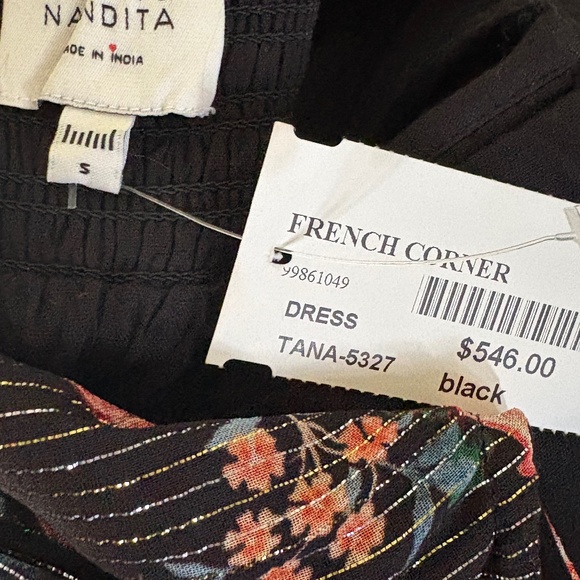 NANDITA
MADE IN INDIA
S
FRENCH CORNER
99861049
DRESS
$546.00
TANA-5327
black